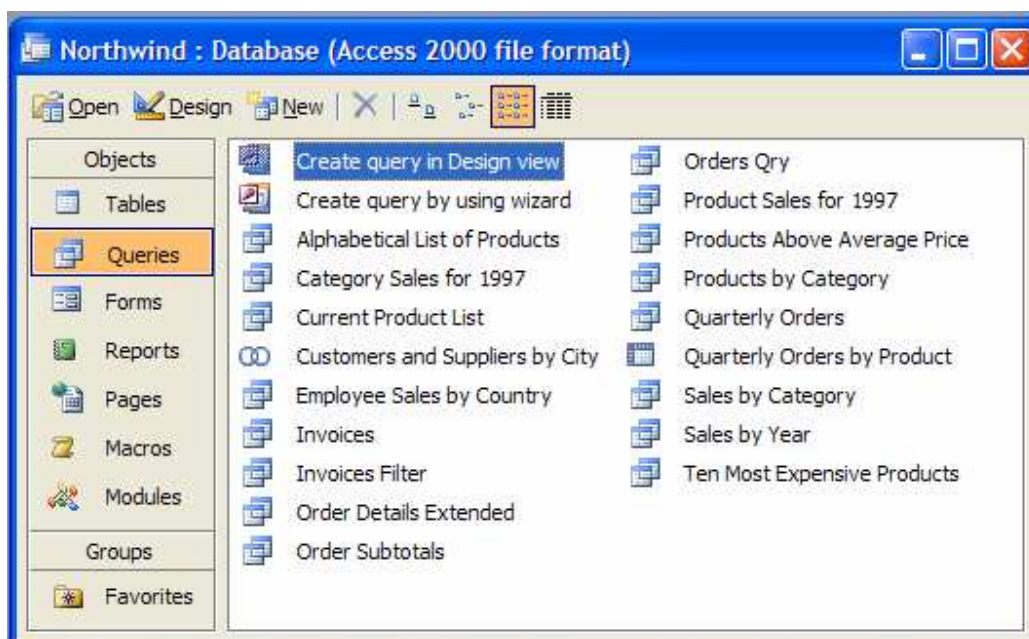 Northwind : Database (Access 2000 file format)
Open Design New
Objects
Tables
Queries
Forms
Reports
Pages
Macros
Modules
Groups
Favorites
Create query in Design view
Create query by using wizard
Alphabetical List of Products
Category Sales for 1997
Current Product List
Customers and Suppliers by City
Employee Sales by Country
Invoices
Invoices Filter
Order Details Extended
Order Subtotals
Orders Qry
Product Sales for 1997
Products Above Average Price
Products by Category
Quarterly Orders
Quarterly Orders by Product
Sales by Category
Sales by Year
Ten Most Expensive Products